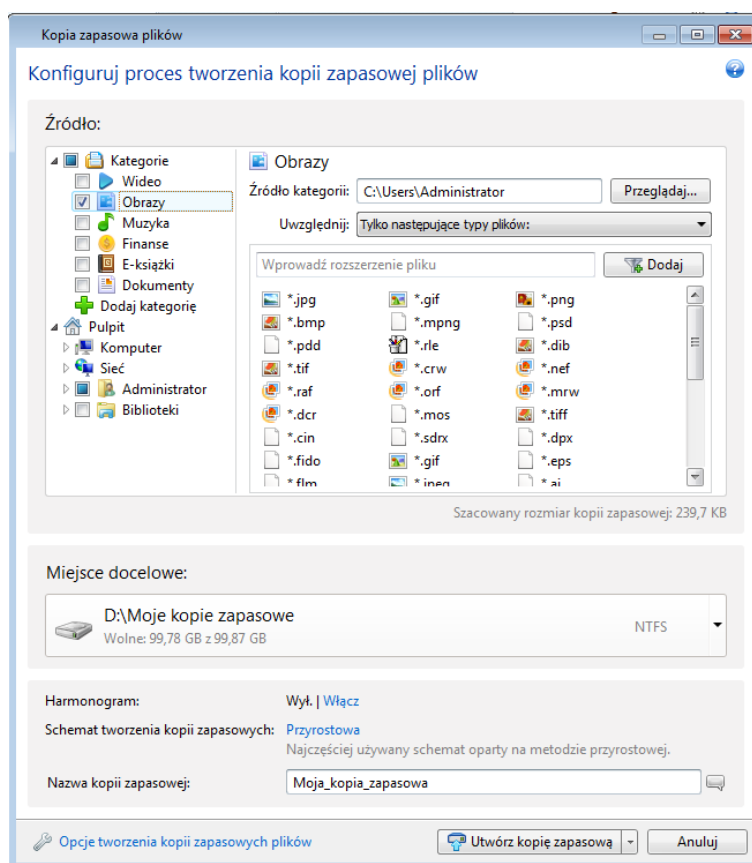 Kopia zapasowa plików
Konfiguruj proces tworzenia kopii zapasowej plików
Źródło:
Kategorie
Wideo
Obrazy
Muzyka
Finanse
E-książki
Dokumenty
Dodaj kategorię
Pulpit
Komputer
Sieć
Administrator
Biblioteki
Obrazy
Źródło kategorii: C:\Users\Administrator Przeglądaj...
Uwzględnij: Tylko następujące typy plików:
Wprowadź rozszerzenie pliku Dodaj
*.jpg *.gif *.png
*.bmp *.mpng *.psd
*.pdd *.rle *.dib
*.tif *.crw *.nef
*.raf *.orf *.mrw
*.dcr *.mos *.tiff
*.cin *.sdrx *.dpx
*.fido *.gif *.eps
*.flm *.jpeg *.ai
Szacowany rozmiar kopii zapasowej: 239,7 KB
Miejsce docelowe:
D:\Moje kopie zapasowe
Wolne: 99,78 GB z 99,87 GB
NTFS
Harmonogram: Wył. | Włącz
Schemat tworzenia kopii zapasowych: Przyrostowa
Najczęściej używany schemat oparty na metodzie przyrostowej.
Nazwa kopii zapasowej: Moja_kopia_zapasowa
Opcje tworzenia kopii zapasowych plików Utwórz kopię zapasową Anuluj